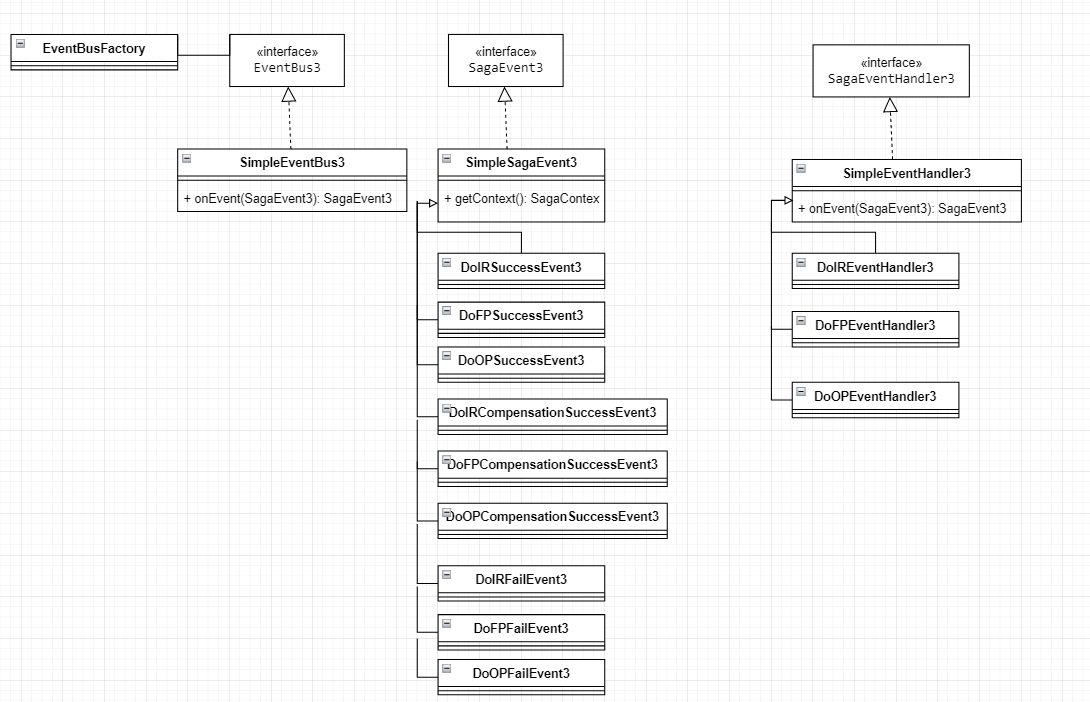 EventBusFactory
«interface»
EventBus3
SimpleEventBus3
+ onEvent(SagaEvent3): SagaEvent3
«interface»
SagaEvent3
SimpleSagaEvent3
+ getContext(): SagaContex
DoIRSuccessEvent3
DoFPSuccessEvent3
DoOPSuccessEvent3
DoIRCompensationSuccessEvent3
DoFPCompensationSuccessEvent3
DoOPCompensationSuccessEvent3
DoIRFailEvent3
DoFPFailEvent3
DoOPFailEvent3
«interface»
SagaEventHandler3
SimpleEventHandler3
+ onEvent(SagaEvent3): SagaEvent3
DoIREventHandler3
DoFPEventHandler3
DoOPEventHandler3